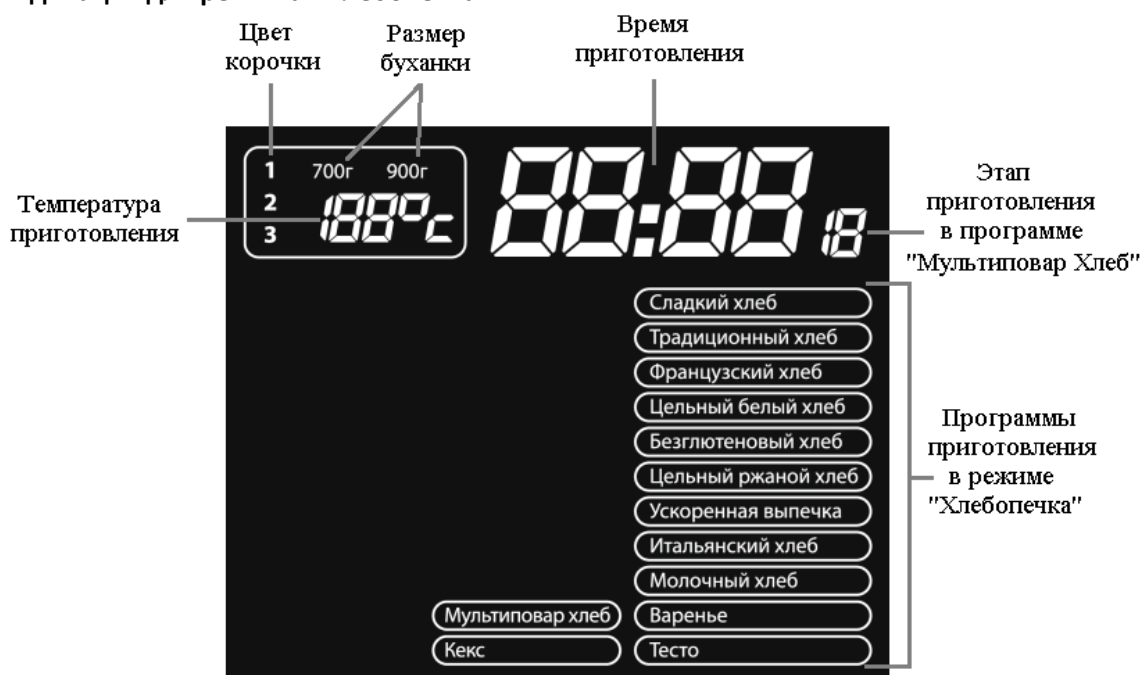 Цвет
корочки
Размер
буханки
Время
приготовления
1
2
3
700г 900г
188°c
88:88
18
Температура
приготовления
Этап
приготовления
в программе
"Мультиповар Хлеб"
Сладкий хлеб
Традиционный хлеб
Французский хлеб
Цельный белый хлеб
Безглютеновый хлеб
Цельный ржаной хлеб
Ускоренная выпечка
Итальянский хлеб
Молочный хлеб
Мультиповар хлеб
Варенье
Кекс
Тесто
Программы
приготовления
в режиме
"Хлебопечка"